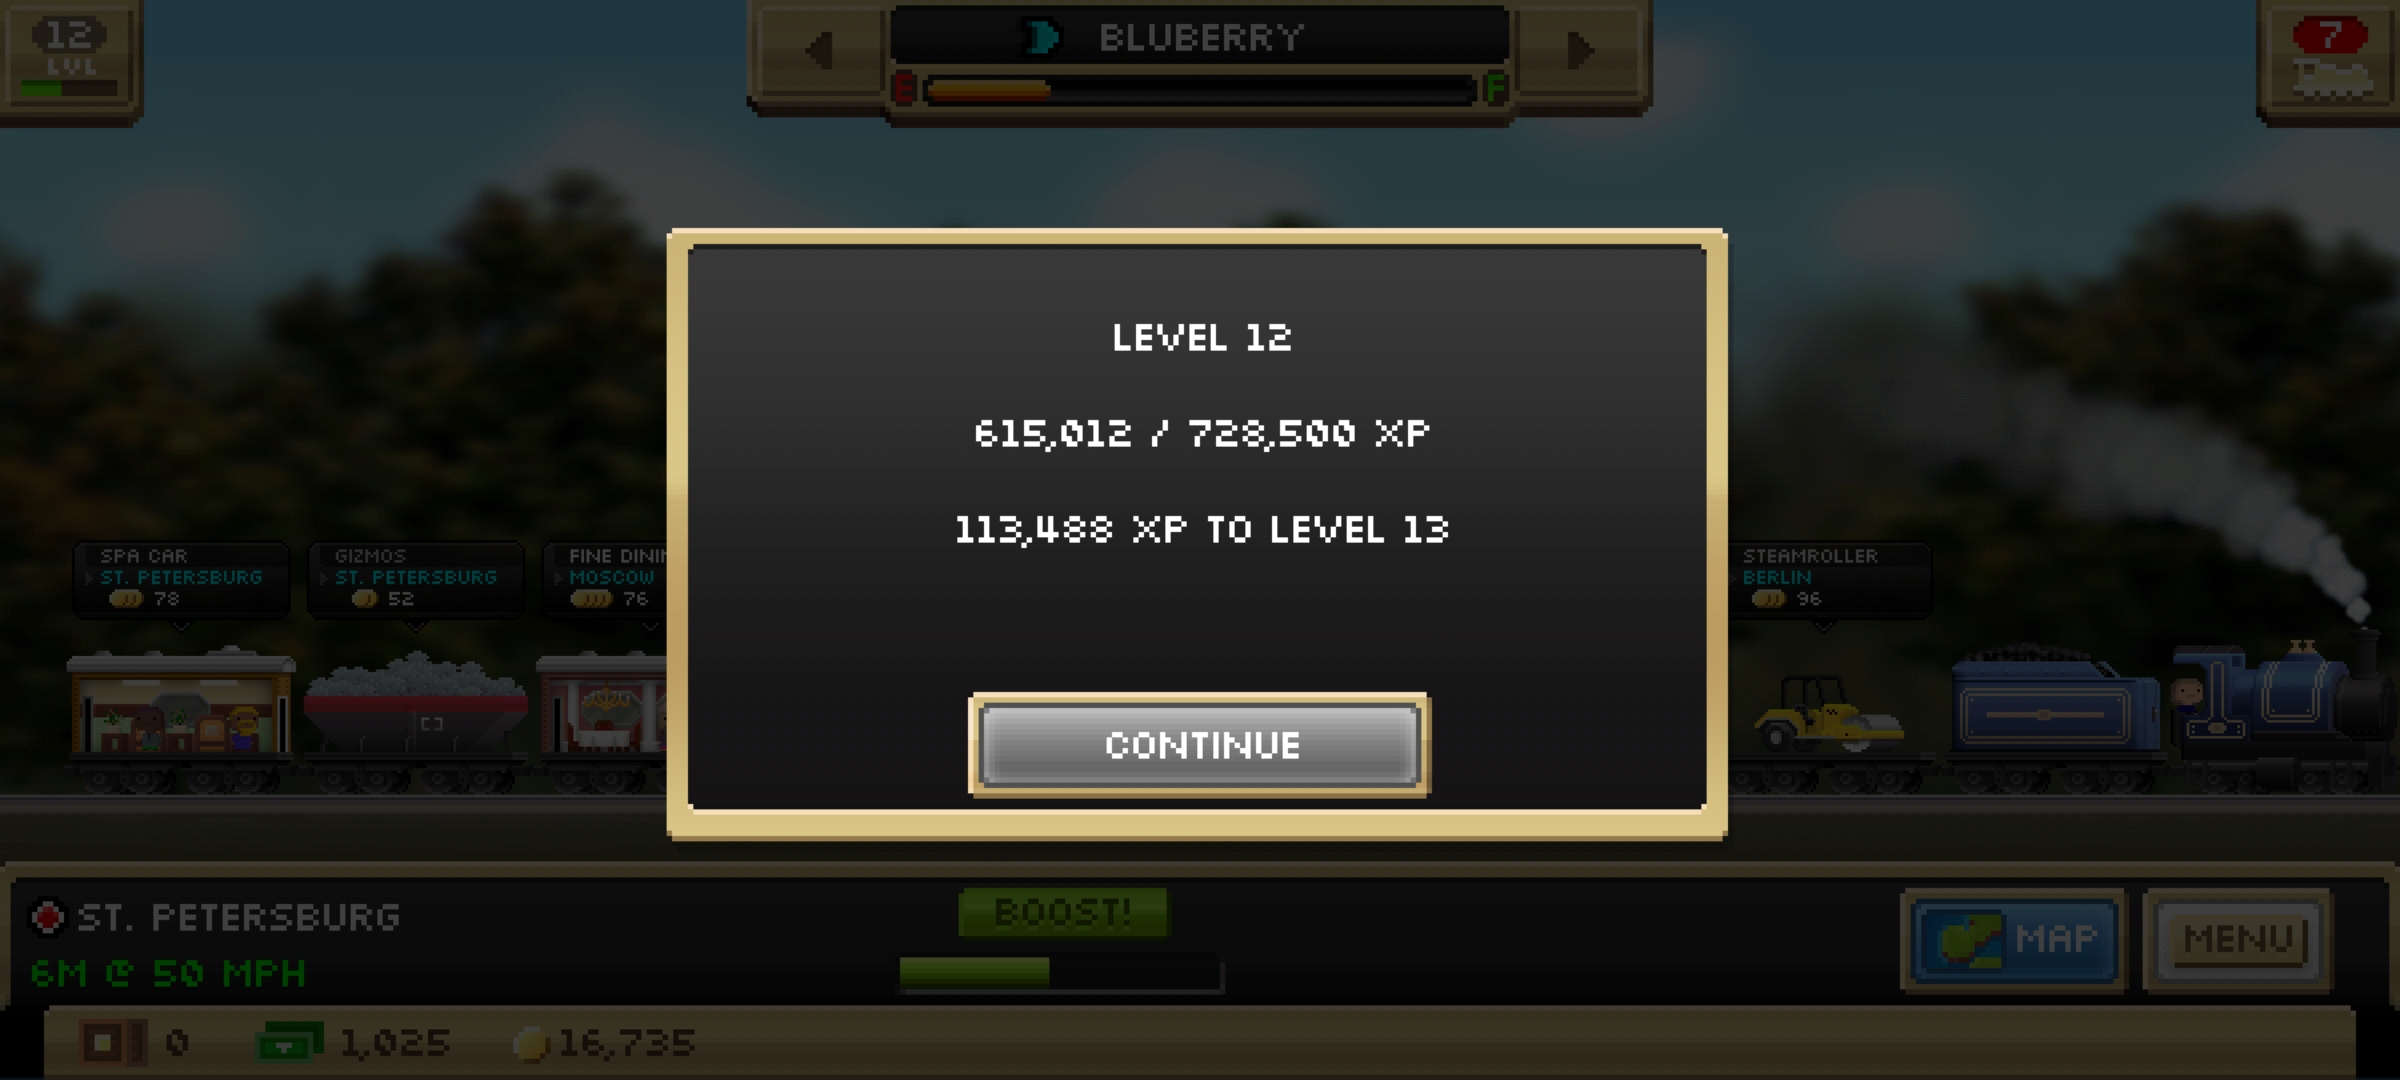 12
LVL
BLUBERRY
E
F
7
LEVEL 12
615,012 / 728,500 XP
113,488 XP TO LEVEL 13
CONTINUE
SPA CAR
ST. PETERSBURG
78
GIZMOS
ST. PETERSBURG
52
FINE
MOSCOW
76
STEAMROLLER
BERLIN
96
ST. PETERSBURG
6M @ 50 MPH
BOOST!
MAP
MENU
0
1,025
16,735